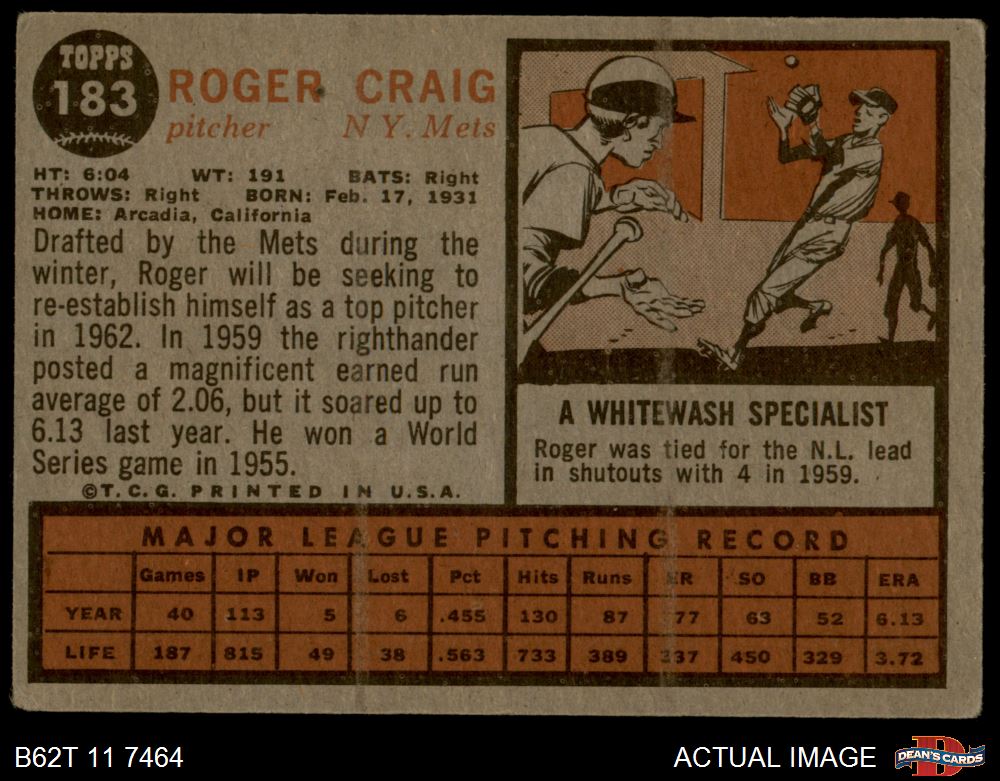 TOPPS
183
ROGER CRAIG
pitcher N Y. Mets
HT: 6:04 WT: 191 BATS: Right
THROWS: Right BORN: Feb. 17, 1931
HOME: Arcadia, California
Drafted by the Mets during the
winter, Roger will be seeking to
re-establish himself as a top pitcher
in 1962. In 1959 the righthander
posted a magnificent earned run
average of 2.06, but it soared up to
6.13 last year. He won a World
Series game in 1955.
©T.C.G. PRINTED IN U.S.A.
A WHITEWASH SPECIALIST
Roger was tied for the N.L. lead
in shutouts with 4 in 1959.
MAJOR LEAGUE PITCHING RECORD
Games IP Won Lost Pct Hits Runs ER SO BB ERA
YEAR 40 113 5 6 .455 130 87 77 63 52 6.13
LIFE 187 815 49 38 .563 733 389 337 450 329 3.72
B62T 11 7464
ACTUAL IMAGE
DEAN'S CARDS